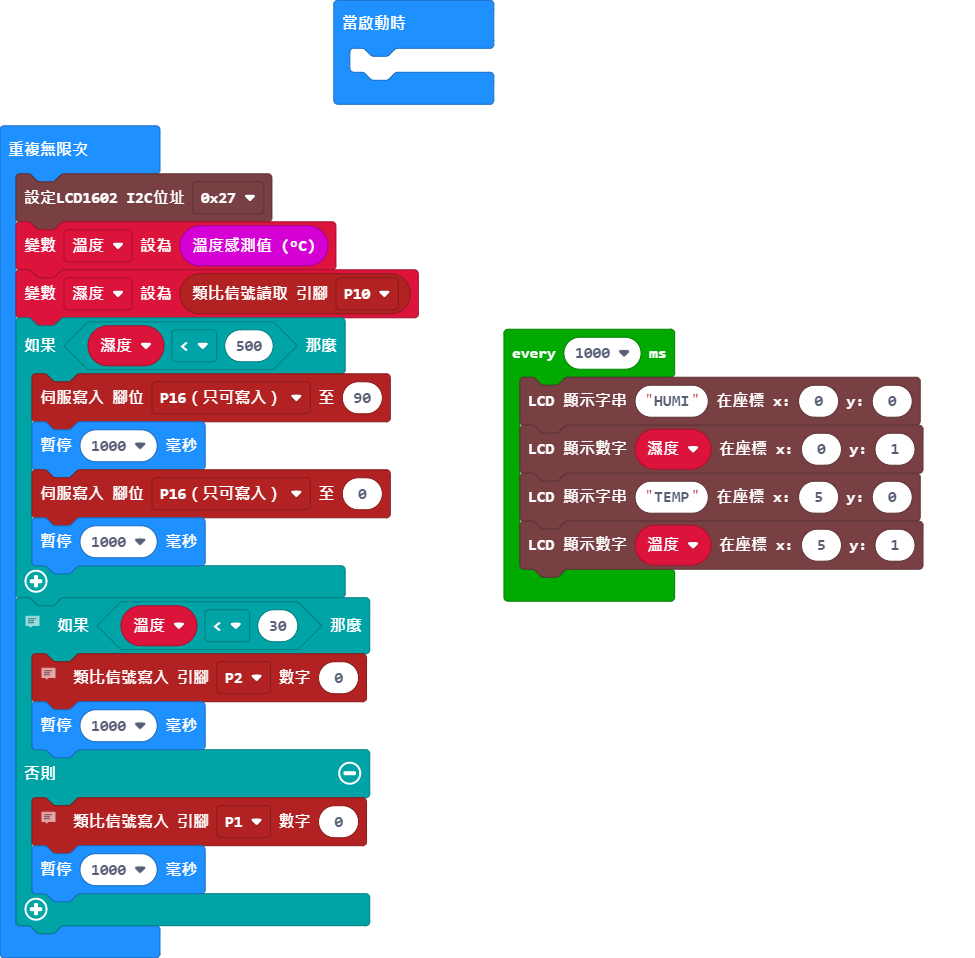 當啟動時
重複無限次
設定LCD1602 I2C位址 0x27
變數 溫度 設為 溫度感測值 (ºC)
變數 濕度 設為 類比信號讀取 引腳 P10
如果 濕度 < 500 那麼
伺服寫入 腳位 P16（只可寫入） 至 90
暫停 1000 毫秒
伺服寫入 腳位 P16（只可寫入） 至 0
暫停 1000 毫秒
如果 溫度 < 30 那麼
類比信號寫入 引腳 P2 數字 0
暫停 1000 毫秒
否則
類比信號寫入 引腳 P1 數字 0
暫停 1000 毫秒
every 1000 ms
LCD 顯示字串 "HUMI" 在座標 x: 0 y: 0
LCD 顯示數字 濕度 在座標 x: 0 y: 1
LCD 顯示字串 "TEMP" 在座標 x: 5 y: 0
LCD 顯示數字 溫度 在座標 x: 5 y: 1